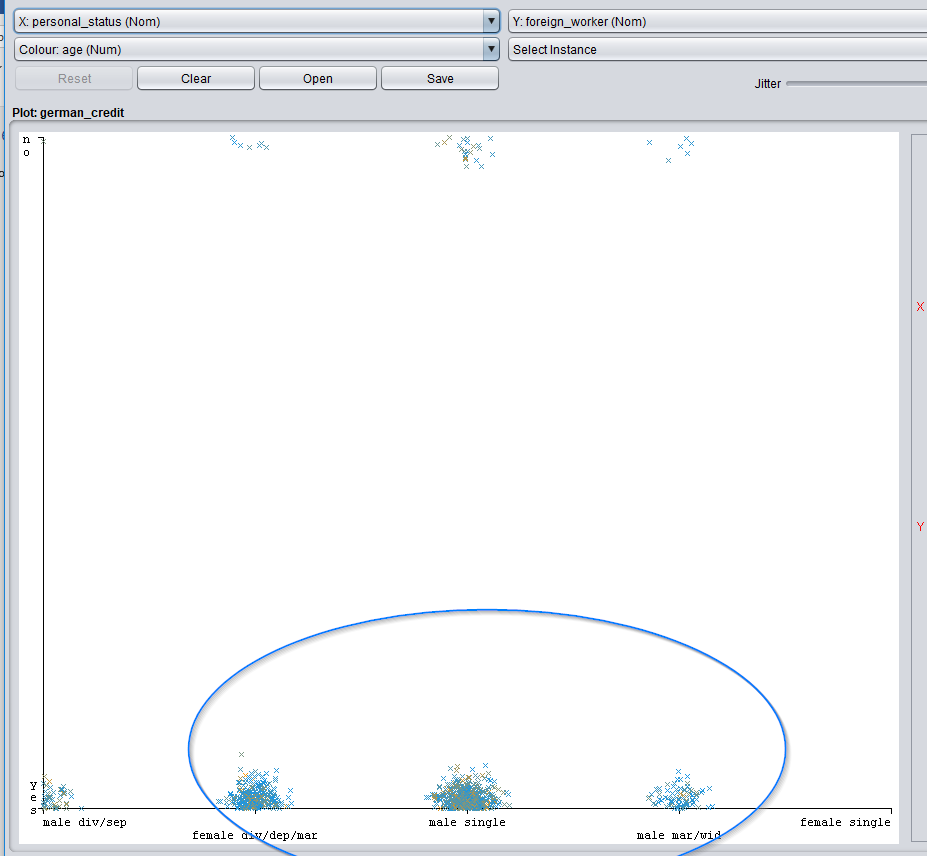 X: personal_status (Nom)
Y: foreign_worker (Nom)
Colour: age (Num)
Select Instance
Reset
Clear
Open
Save
Jitter
Plot: german_credit
n
o
X
Y
Y
e
s
male div/sep
female div/dep/mar
male single
male mar/wid
female single